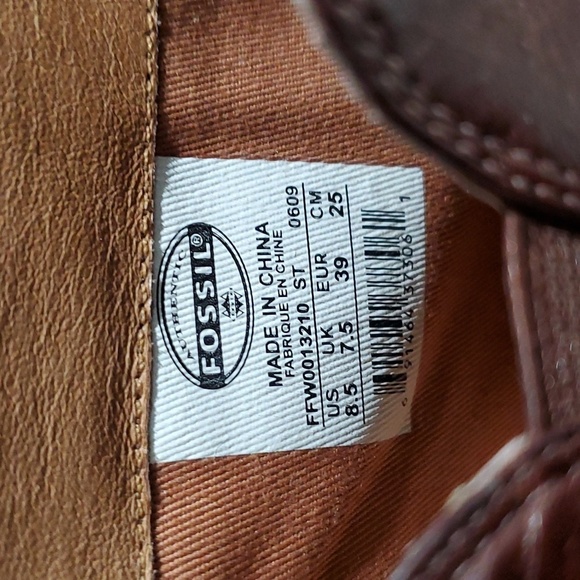 AUTHENTIC
FOSSIL®
MADE IN CHINA
FABRIQUE EN CHINE
FFW0013210 ST 0609
US UK EUR CM
8.5 7.5 39 25